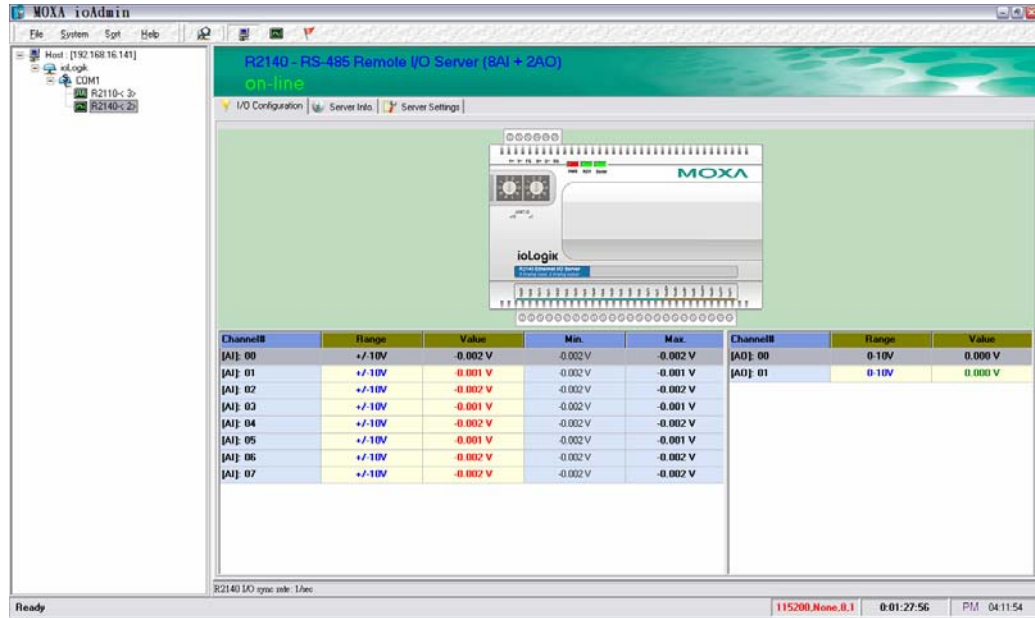 MOXA ioAdmin
File System Sort Help
Host : [192.168.16.141]
ioLogik
COM1
R2110-< 3>
R2140-< 2>
R2140 - RS-485 Remote I/O Server (8AI + 2AO)
on-line
I/O Configuration Server Info. Server Settings
PWR RDY Serial
MOXA
ioLogik
R2140 Ethernet I/O Server
Channel# Range Value Min. Max.
[AI]: 00 +/-10V -0.002 V -0.002 V -0.002 V
[AI]: 01 +/-10V -0.001 V -0.002 V -0.001 V
[AI]: 02 +/-10V -0.002 V -0.002 V -0.002 V
[AI]: 03 +/-10V -0.001 V -0.002 V -0.001 V
[AI]: 04 +/-10V -0.002 V -0.002 V -0.002 V
[AI]: 05 +/-10V -0.001 V -0.002 V -0.001 V
[AI]: 06 +/-10V -0.002 V -0.002 V -0.002 V
[AI]: 07 +/-10V -0.002 V -0.002 V -0.002 V
Channel# Range Value
[AO]: 00 0-10V 0.000 V
[AO]: 01 0-10V 0.000 V
R2140 I/O sync rate: 1/sec
Ready 115200,None,8,1 0:01:27:56 PM 04:11:54